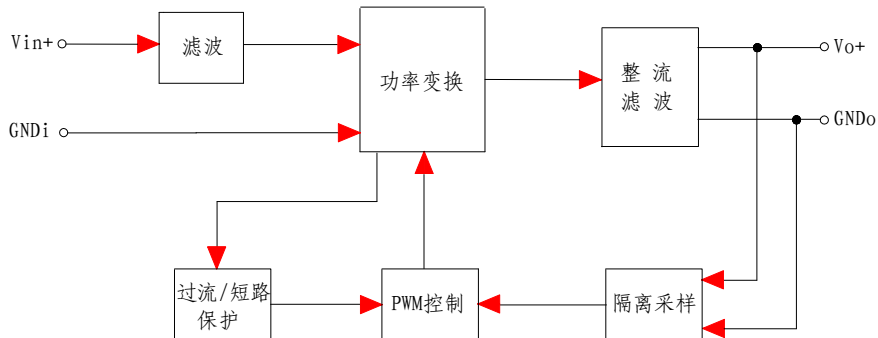 Vin+
滤波
功率变换
整 流
滤 波
Vo+
GNDi
GNDo
过流/短路
保护
PWM控制
隔离采样